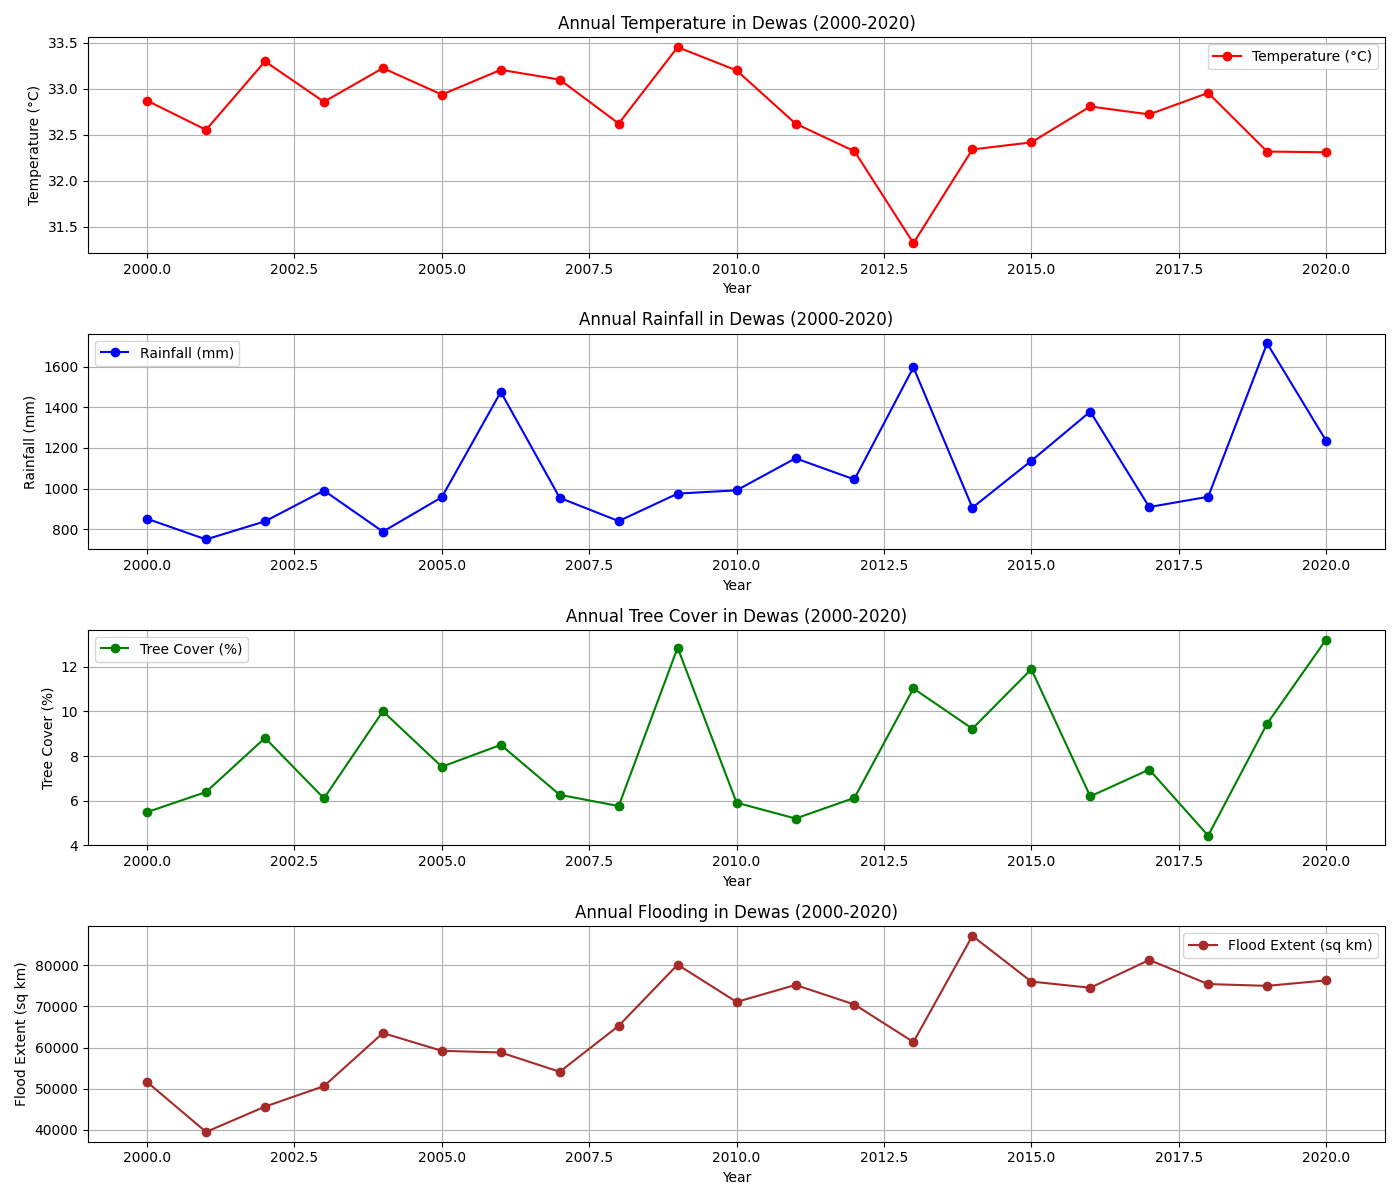 Annual Temperature in Dewas (2000-2020)
33.5
33.0
32.5
32.0
31.5
Temperature (°C)
Temperature (°C)
2000.0 2002.5 2005.0 2007.5 2010.0 2012.5 2015.0 2017.5 2020.0
Year
Annual Rainfall in Dewas (2000-2020)
1600
1400
1200
1000
800
Rainfall (mm)
Rainfall (mm)
2000.0 2002.5 2005.0 2007.5 2010.0 2012.5 2015.0 2017.5 2020.0
Year
Annual Tree Cover in Dewas (2000-2020)
12
10
8
6
4
Tree Cover (%)
Tree Cover (%)
2000.0 2002.5 2005.0 2007.5 2010.0 2012.5 2015.0 2017.5 2020.0
Year
Annual Flooding in Dewas (2000-2020)
80000
70000
60000
50000
40000
Flood Extent (sq km)
Flood Extent (sq km)
2000.0 2002.5 2005.0 2007.5 2010.0 2012.5 2015.0 2017.5 2020.0
Year